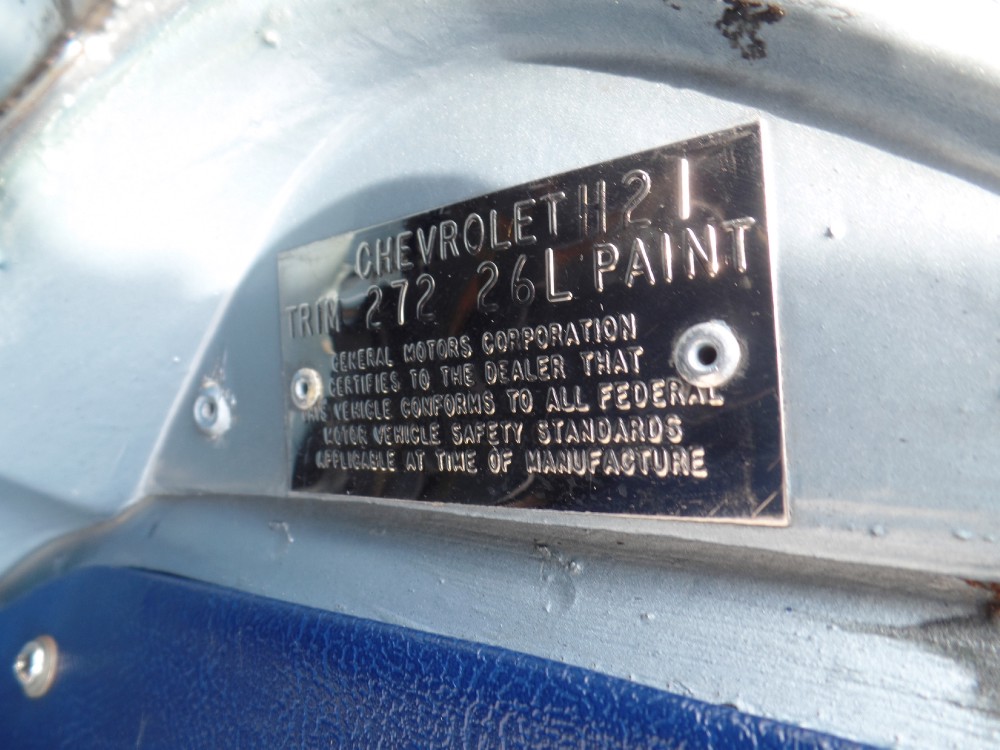 CHEVROLET H21
TRIM 272 26L PAINT
GENERAL MOTORS CORPORATION
CERTIFIES TO THE DEALER THAT
THIS VEHICLE CONFORMS TO ALL FEDERAL
MOTOR VEHICLE SAFETY STANDARDS
APPLICABLE AT TIME OF MANUFACTURE